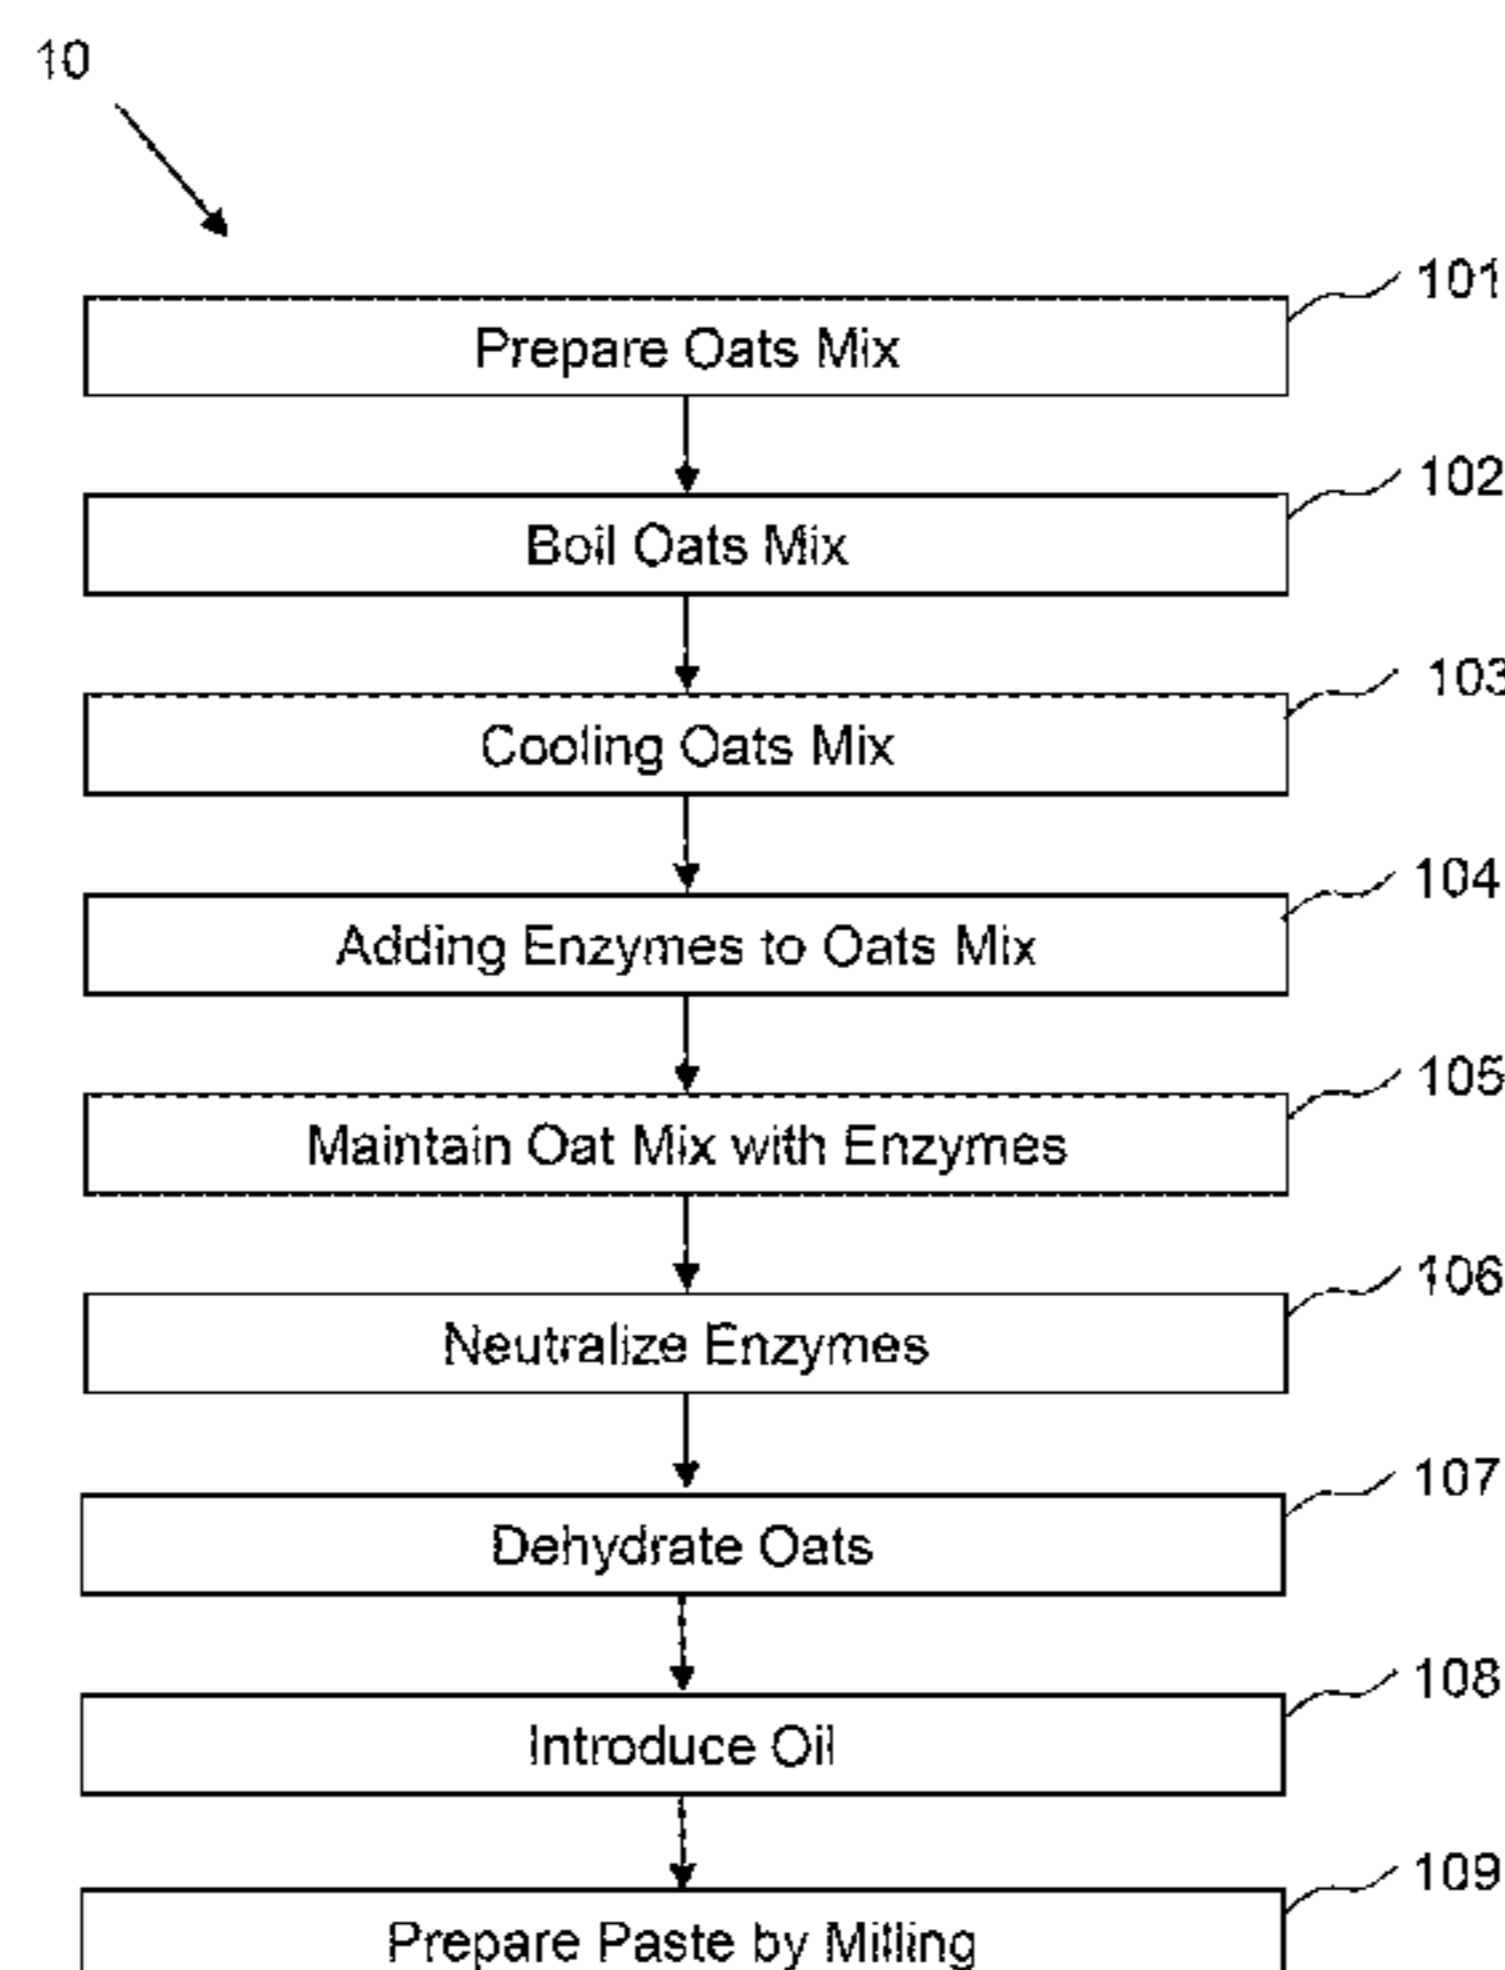 10
101
Prepare Oats Mix
102
Boil Oats Mix
103
Cooling Oats Mix
104
Adding Enzymes to Oats Mix
105
Maintain Oat Mix with Enzymes
106
Neutralize Enzymes
107
Dehydrate Oats
108
Introduce Oil
109
Prepare Paste by Milling